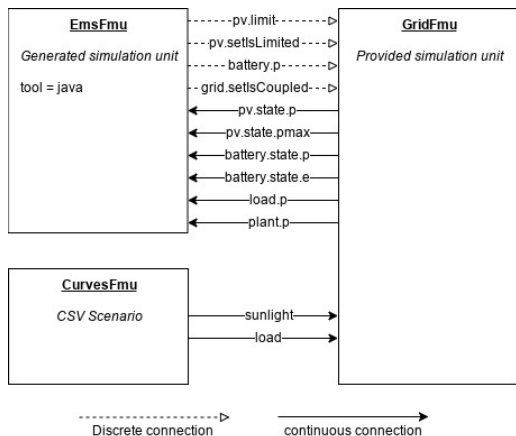 EmsFmu
Generated simulation unit
tool = java
pv.limit
pv.setIsLimited
battery.p
grid.setIsCoupled
pv.state.p
pv.state.pmax
battery.state.p
battery.state.e
load.p
plant.p
GridFmu
Provided simulation unit
CurvesFmu
CSV Scenario
sunlight
load
Discrete connection
continuous connection